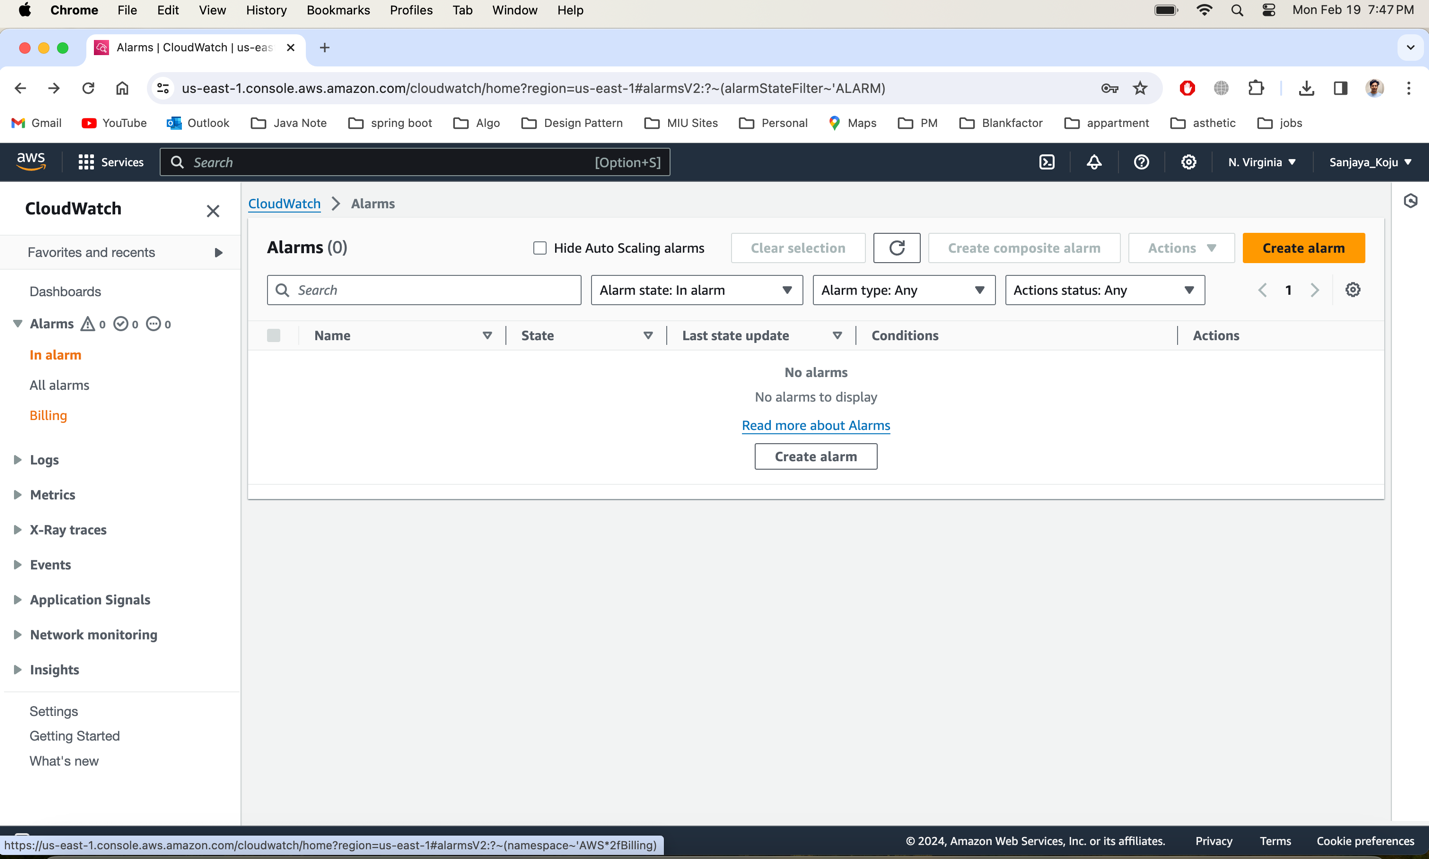 Chrome File Edit View History Bookmarks Profiles Tab Window Help Mon Feb 19 7:47 PM
Alarms | CloudWatch | us-eas
us-east-1.console.aws.amazon.com/cloudwatch/home?region=us-east-1#alarmsV2:?~(alarmStateFilter~'ALARM)
Gmail YouTube Outlook Java Note spring boot Algo Design Pattern MIU Sites Personal Maps PM Blankfactor appartment asthetic jobs
aws Services Search [Option+S] N. Virginia Sanjaya_Koju
CloudWatch
Favorites and recents
Dashboards
Alarms 0 0 0
In alarm
All alarms
Billing
Logs
Metrics
X-Ray traces
Events
Application Signals
Network monitoring
Insights
Settings
Getting Started
What's new
CloudWatch > Alarms
Alarms (0) Hide Auto Scaling alarms Clear selection Create composite alarm Actions Create alarm
Search Alarm state: In alarm Alarm type: Any Actions status: Any 1
Name State Last state update Conditions Actions
No alarms
No alarms to display
Read more about Alarms
Create alarm
https://us-east-1.console.aws.amazon.com/cloudwatch/home?region=us-east-1#alarmsV2:?~(namespace~'AWS*2fBilling)
© 2024, Amazon Web Services, Inc. or its affiliates. Privacy Terms Cookie preferences